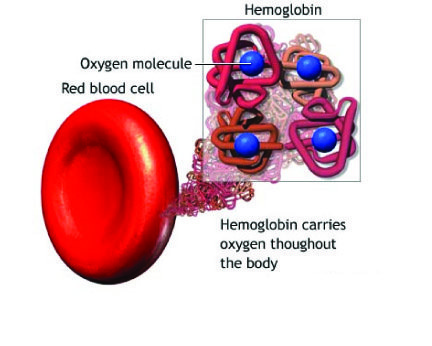 Hemoglobin
Oxygen molecule
Red blood cell
Hemoglobin carries
oxygen thoughout
the body